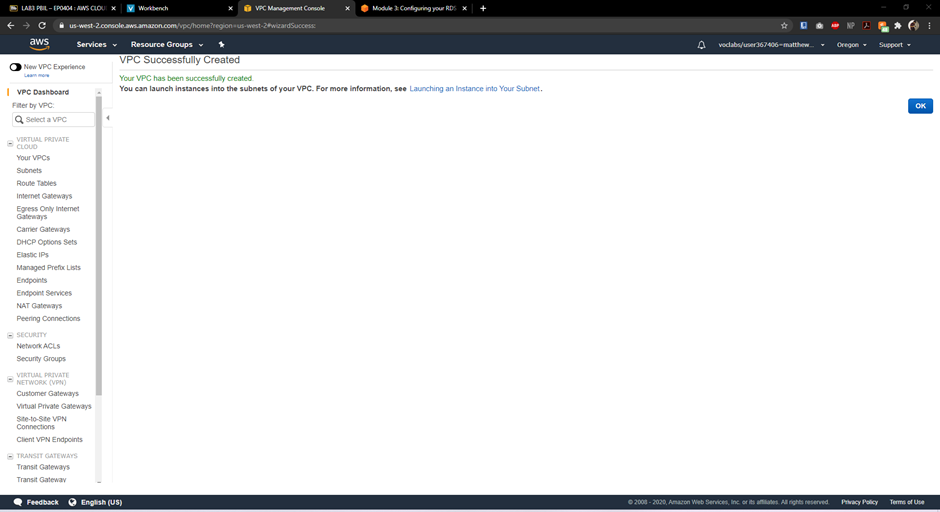 LAB3 PBIL – EP0404 : AWS CLOU
Workbench
VPC Management Console
Module 3: Configuring your RDS
us-west-2.console.aws.amazon.com/vpc/home?region=us-west-2#wizardSuccess:
aws
Services
Resource Groups
voclabs/user367406=matthew...
Oregon
Support
New VPC Experience
Learn more
VPC Dashboard
Filter by VPC:
Select a VPC
VIRTUAL PRIVATE
CLOUD
Your VPCs
Subnets
Route Tables
Internet Gateways
Egress Only Internet
Gateways
Carrier Gateways
DHCP Options Sets
Elastic IPs
Managed Prefix Lists
Endpoints
Endpoint Services
NAT Gateways
Peering Connections
SECURITY
Network ACLs
Security Groups
VIRTUAL PRIVATE
NETWORK (VPN)
Customer Gateways
Virtual Private Gateways
Site-to-Site VPN
Connections
Client VPN Endpoints
TRANSIT GATEWAYS
Transit Gateways
Transit Gateway
VPC Successfully Created
Your VPC has been successfully created.
You can launch instances into the subnets of your VPC. For more information, see Launching an Instance into Your Subnet.
OK
Feedback
English (US)
© 2008 - 2020, Amazon Web Services, Inc. or its affiliates. All rights reserved.
Privacy Policy
Terms of Use